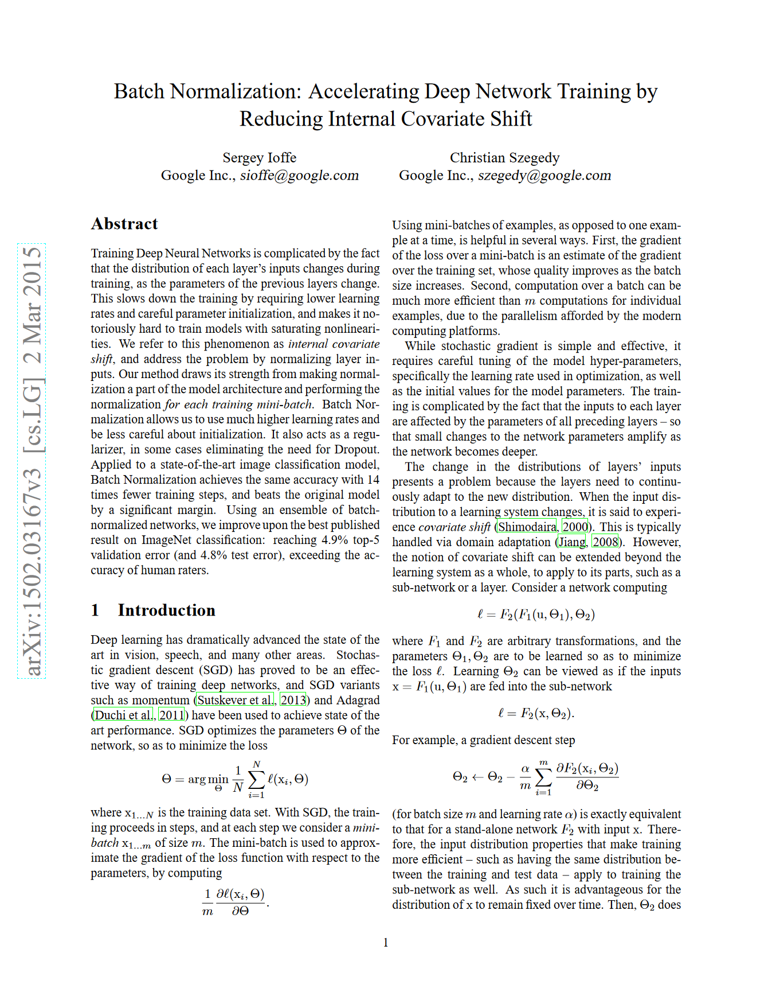 Batch Normalization: Accelerating Deep Network Training by
Reducing Internal Covariate Shift
Sergey Ioffe
Google Inc., sioffe@google.com
Christian Szegedy
Google Inc., szegedy@google.com
arXiv:1502.03167v3 [cs.LG] 2 Mar 2015
Abstract
Training Deep Neural Networks is complicated by the fact
that the distribution of each layer's inputs changes during
training, as the parameters of the previous layers change.
This slows down the training by requiring lower learning
rates and careful parameter initialization, and makes it no-
toriously hard to train models with saturating nonlineari-
ties. We refer to this phenomenon as internal covariate
shift, and address the problem by normalizing layer in-
puts. Our method draws its strength from making normal-
ization a part of the model architecture and performing the
normalization for each training mini-batch. Batch Nor-
malization allows us to use much higher learning rates and
be less careful about initialization. It also acts as a regu-
larizer, in some cases eliminating the need for Dropout.
Applied to a state-of-the-art image classification model,
Batch Normalization achieves the same accuracy with 14
times fewer training steps, and beats the original model
by a significant margin. Using an ensemble of batch-
normalized networks, we improve upon the best published
result on ImageNet classification: reaching 4.9% top-5
validation error (and 4.8% test error), exceeding the ac-
curacy of human raters.
1 Introduction
Deep learning has dramatically advanced the state of the
art in vision, speech, and many other areas. Stochas-
tic gradient descent (SGD) has proved to be an effec-
tive way of training deep networks, and SGD variants
such as momentum (Sutskever et al., 2013) and Adagrad
(Duchi et al., 2011) have been used to achieve state of the
art performance. SGD optimizes the parameters Θ of the
network, so as to minimize the loss
Θ = arg min_Θ 1/N ∑_{i=1}^{N} ℓ(x_i, Θ)
where x_{1...N} is the training data set. With SGD, the train-
ing proceeds in steps, and at each step we consider a mini-
batch x_{1...m} of size m. The mini-batch is used to approx-
imate the gradient of the loss function with respect to the
parameters, by computing
1/m ∂ℓ(x_i, Θ)/∂Θ.
Using mini-batches of examples, as opposed to one exam-
ple at a time, is helpful in several ways. First, the gradient
of the loss over a mini-batch is an estimate of the gradient
over the training set, whose quality improves as the batch
size increases. Second, computation over a batch can be
much more efficient than m computations for individual
examples, due to the parallelism afforded by the modern
computing platforms.
While stochastic gradient is simple and effective, it
requires careful tuning of the model hyper-parameters,
specifically the learning rate used in optimization, as well
as the initial values for the model parameters. The train-
ing is complicated by the fact that the inputs to each layer
are affected by the parameters of all preceding layers – so
that small changes to the network parameters amplify as
the network becomes deeper.
The change in the distributions of layers' inputs
presents a problem because the layers need to continu-
ously adapt to the new distribution. When the input dis-
tribution to a learning system changes, it is said to experi-
ence covariate shift (Shimodaira, 2000). This is typically
handled via domain adaptation (Jiang, 2008). However,
the notion of covariate shift can be extended beyond the
learning system as a whole, to apply to its parts, such as a
sub-network or a layer. Consider a network computing
ℓ = F_2(F_1(u, Θ_1), Θ_2)
where F_1 and F_2 are arbitrary transformations, and the
parameters Θ_1, Θ_2 are to be learned so as to minimize
the loss ℓ. Learning Θ_2 can be viewed as if the inputs
x = F_1(u, Θ_1) are fed into the sub-network
ℓ = F_2(x, Θ_2).
For example, a gradient descent step
Θ_2 ← Θ_2 − α/m ∑_{i=1}^{m} ∂F_2(x_i, Θ_2)/∂Θ_2
(for batch size m and learning rate α) is exactly equivalent
to that for a stand-alone network F_2 with input x. There-
fore, the input distribution properties that make training
more efficient – such as having the same distribution be-
tween the training and test data – apply to training the
sub-network as well. As such it is advantageous for the
distribution of x to remain fixed over time. Then, Θ_2 does
1